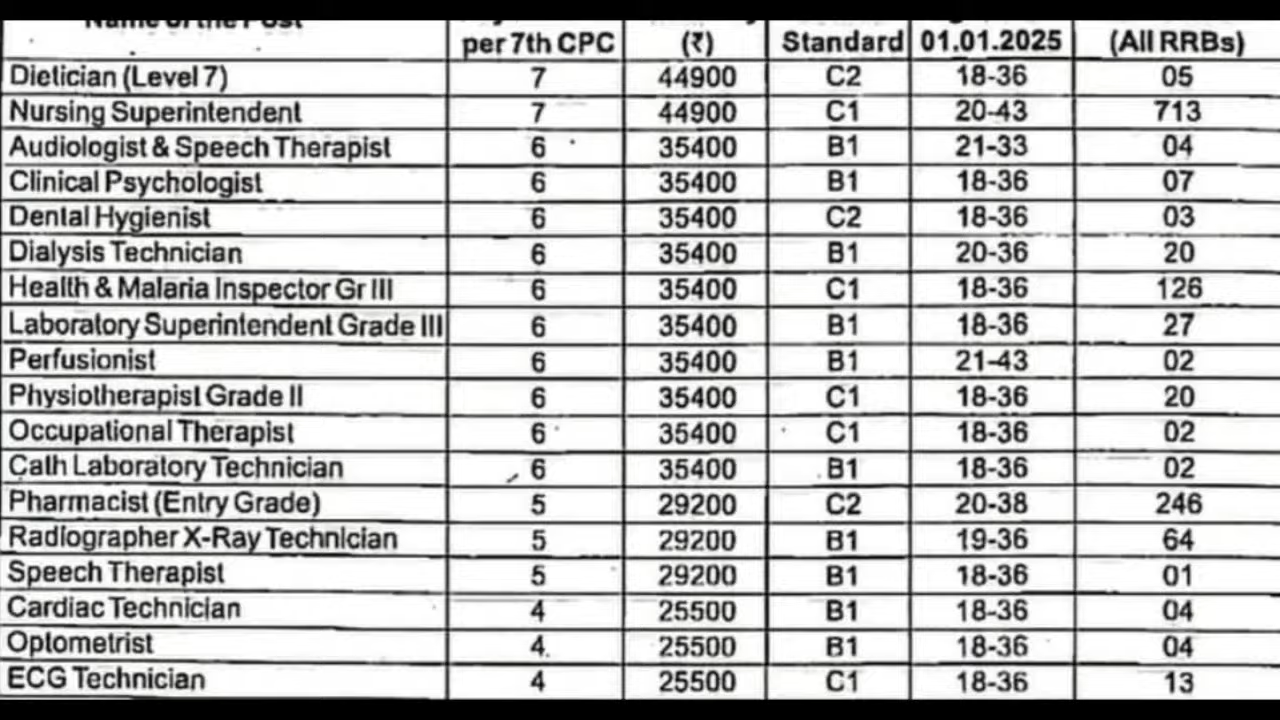 Name of the Post
per 7th CPC (₹) Standard 01.01.2025 (All RRBs)
Dietician (Level 7) 7 44900 C2 18-36 05
Nursing Superintendent 7 44900 C1 20-43 713
Audiologist & Speech Therapist 6 35400 B1 21-33 04
Clinical Psychologist 6 35400 B1 18-36 07
Dental Hygienist 6 35400 C2 18-36 03
Dialysis Technician 6 35400 B1 20-36 20
Health & Malaria Inspector Gr III 6 35400 C1 18-36 126
Laboratory Superintendent Grade III 6 35400 B1 18-36 27
Perfusionist 6 35400 B1 21-43 02
Physiotherapist Grade II 6 35400 C1 18-36 20
Occupational Therapist 6 35400 C1 18-36 02
Cath Laboratory Technician 6 35400 B1 18-36 02
Pharmacist (Entry Grade) 5 29200 C2 20-38 246
Radiographer X-Ray Technician 5 29200 B1 19-36 64
Speech Therapist 5 29200 B1 18-36 01
Cardiac Technician 4 25500 B1 18-36 04
Optometrist 4 25500 B1 18-36 04
ECG Technician 4 25500 C1 18-36 13